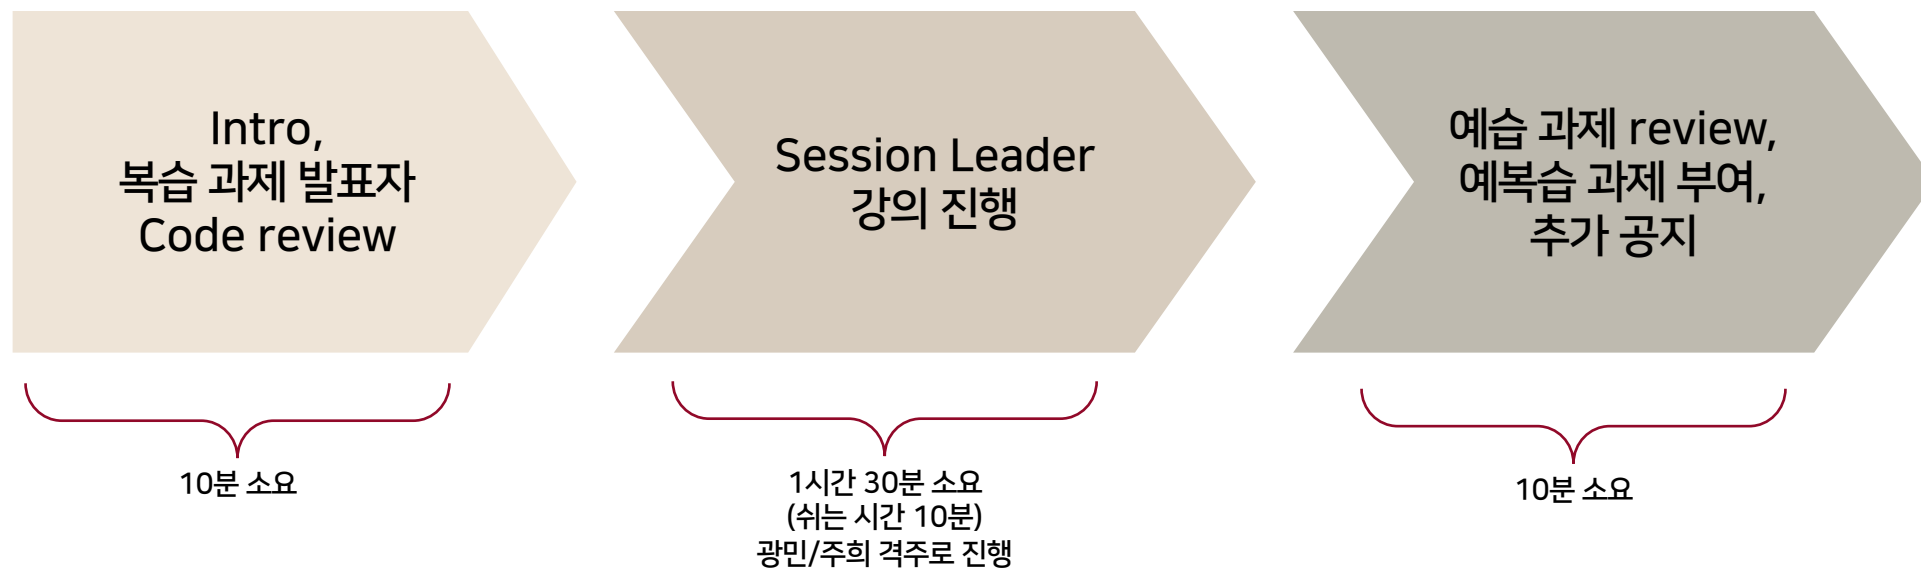 Intro,
복습 과제 발표자
Code review
Session Leader
강의 진행
예습 과제 review,
예복습 과제 부여,
추가 공지
10분 소요
1시간 30분 소요
(쉬는 시간 10분)
광민/주희 격주로 진행
10분 소요